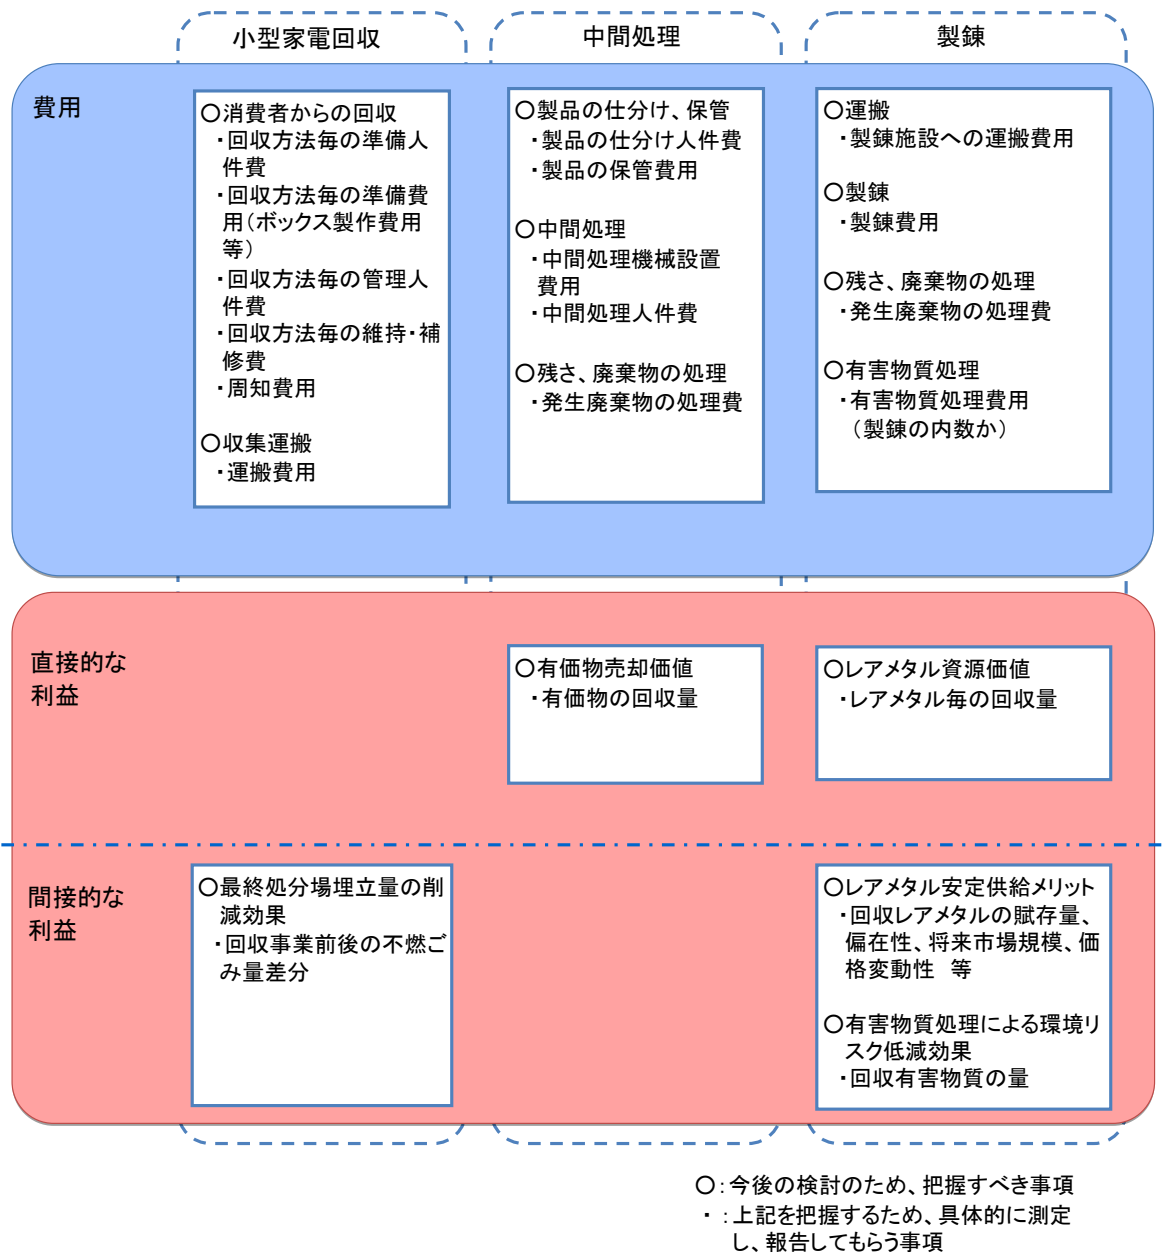 小型家電回収
中間処理
製錬
費用
○消費者からの回収
・回収方法毎の準備人
件費
・回収方法毎の準備費
用(ボックス製作費用
等)
・回収方法毎の管理人
件費
・回収方法毎の維持・補
修費
・周知費用
○収集運搬
・運搬費用
○製品の仕分け、保管
・製品の仕分け人件費
・製品の保管費用
○中間処理
・中間処理機械設置
費用
・中間処理人件費
○残さ、廃棄物の処理
・発生廃棄物の処理費
○運搬
・製錬施設への運搬費用
○製錬
・製錬費用
○残さ、廃棄物の処理
・発生廃棄物の処理費
○有害物質処理
・有害物質処理費用
(製錬の内数か)
直接的な
利益
○有価物売却価値
・有価物の回収量
○レアメタル資源価値
・レアメタル毎の回収量
間接的な
利益
○最終処分場埋立量の削
減効果
・回収事業前後の不燃ご
み量差分
○レアメタル安定供給メリット
・回収レアメタルの賦存量、
偏在性、将来市場規模、価
格変動性 等
○有害物質処理による環境リ
スク低減効果
・回収有害物質の量
○:今後の検討のため、把握すべき事項
・:上記を把握するため、具体的に測定
し、報告してもらう事項